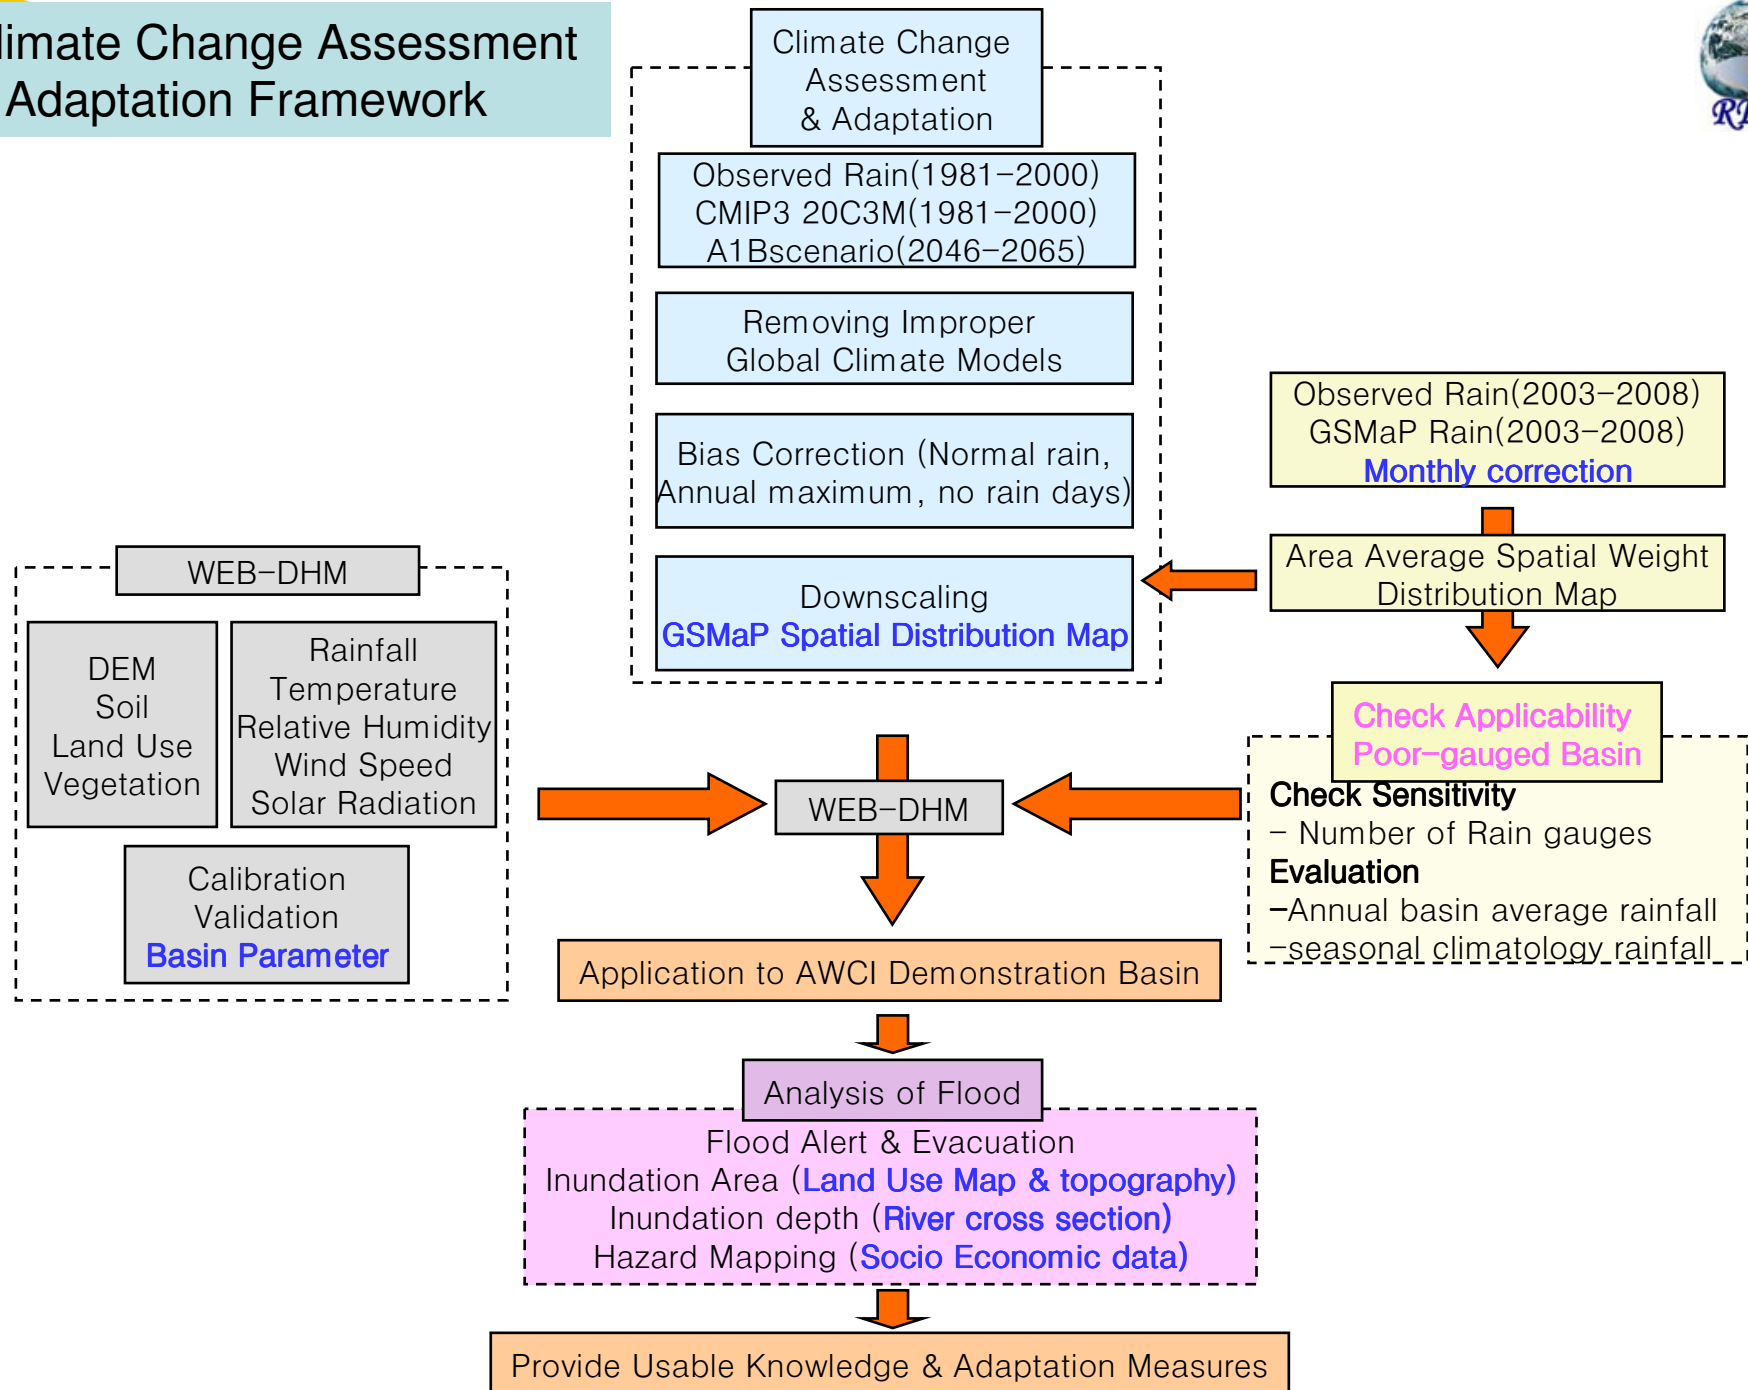 limate Change Assessment
Adaptation Framework
Climate Change
Assessment
& Adaptation
Observed Rain(1981-2000)
CMIP3 20C3M(1981-2000)
A1Bscenario(2046-2065)
Removing Improper
Global Climate Models
Bias Correction (Normal rain,
Annual maximum, no rain days)
Downscaling
GSMaP Spatial Distribution Map
Observed Rain(2003-2008)
GSMaP Rain(2003-2008)
Monthly correction
Area Average Spatial Weight
Distribution Map
Check Applicability
Poor-gauged Basin
Check Sensitivity
- Number of Rain gauges
Evaluation
-Annual basin average rainfall
-seasonal climatology rainfall
WEB-DHM
DEM
Soil
Land Use
Vegetation
Rainfall
Temperature
Relative Humidity
Wind Speed
Solar Radiation
Calibration
Validation
Basin Parameter
WEB-DHM
Application to AWCI Demonstration Basin
Analysis of Flood
Flood Alert & Evacuation
Inundation Area (Land Use Map & topography)
Inundation depth (River cross section)
Hazard Mapping (Socio Economic data)
Provide Usable Knowledge & Adaptation Measures